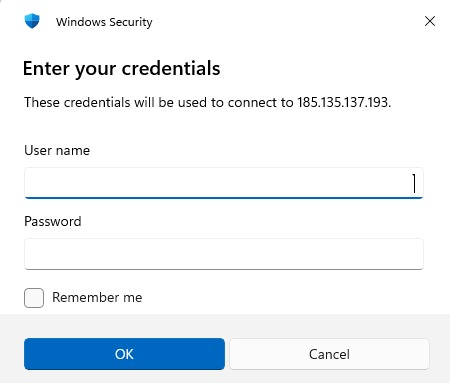 Windows Security
Enter your credentials
These credentials will be used to connect to 185.135.137.193.
User name
Password
Remember me
OK
Cancel